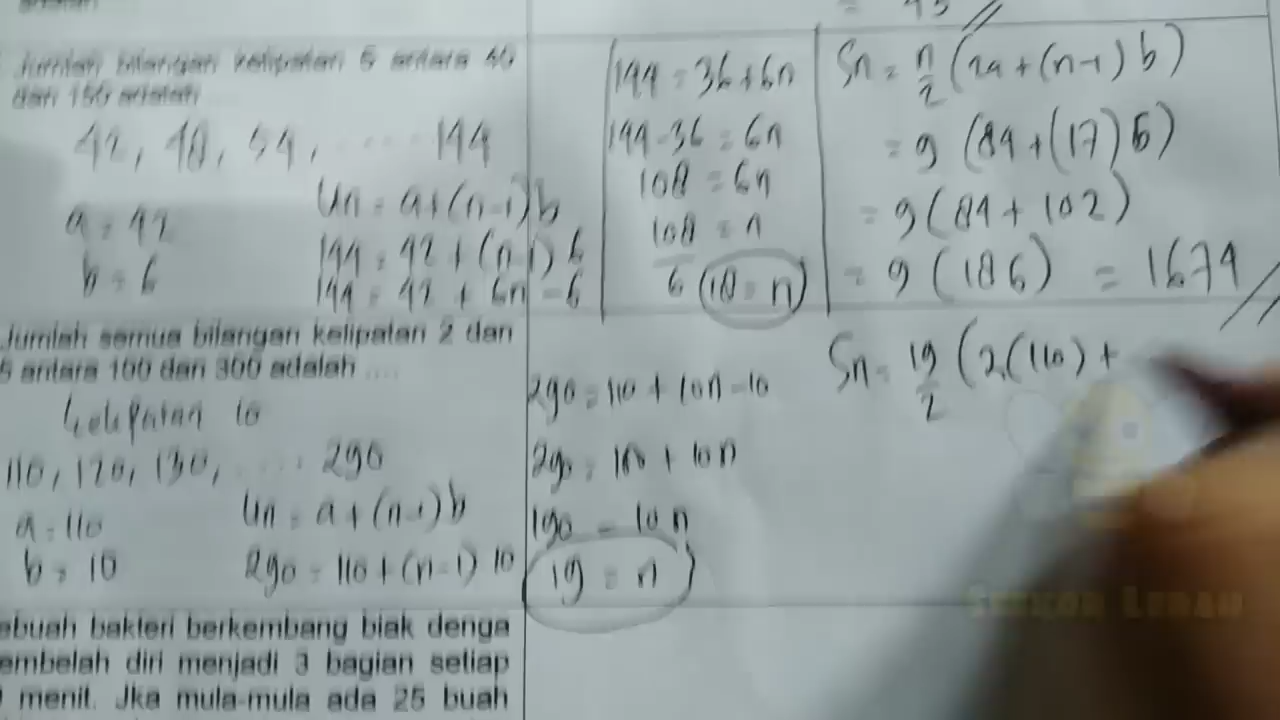 = 45
Jumlah bilangan kelipatan 6 antara 40
dan 150 adalah ....
42, 48, 54, ..... 144
a = 42
b = 6
Un = a + (n-1) b
144 = 42 + (n-1) 6
144 = 42 + 6n - 6
144 = 36 + 6n
144 - 36 = 6n
108 = 6n
108/6 = n
18 = n
Sn = n/2 (2a + (n-1) b)
= 9 (84 + (17) 6)
= 9 (84 + 102)
= 9 (186) = 1674
Jumlah semua bilangan kelipatan 2 dan
5 antara 100 dan 300 adalah ....
Kelipatan 10
110, 120, 130, ..... 290
a = 110
b = 10
Un = a + (n-1) b
290 = 110 + (n-1) 10
290 = 110 + 10n - 10
290 = 100 + 10n
190 = 10n
19 = n
Sn = 19/2 (2(110) +
ebuah bakteri berkembang biak denga
embelah diri menjadi 3 bagian setiap
menit. Jka mula-mula ada 25 buah